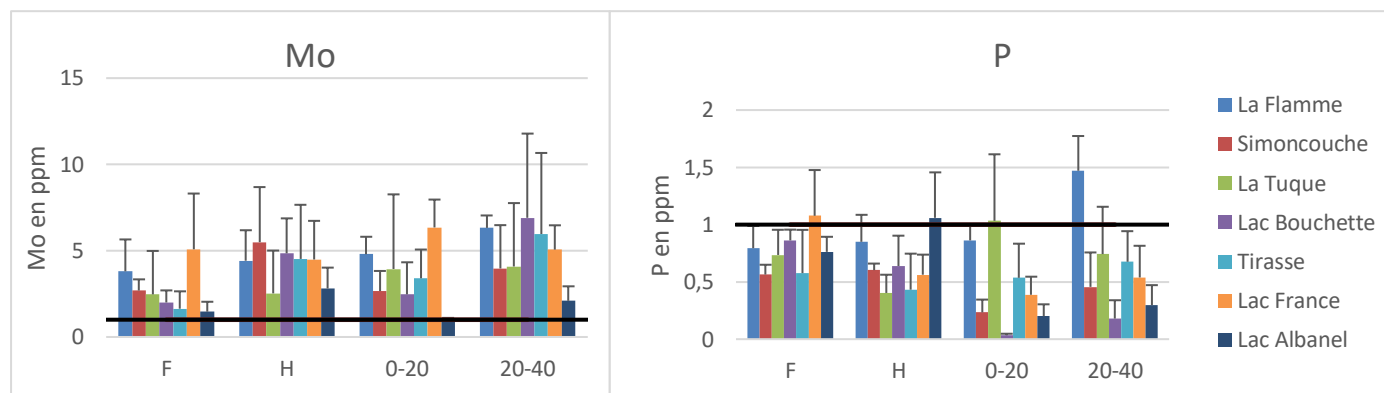 Mo
Mo en ppm
15
10
5
0
F H 0-20 20-40
P
P en ppm
2
1,5
1
0,5
0
F H 0-20 20-40
La Flamme
Simoncouche
La Tuque
Lac Bouchette
Tirasse
Lac France
Lac Albanel